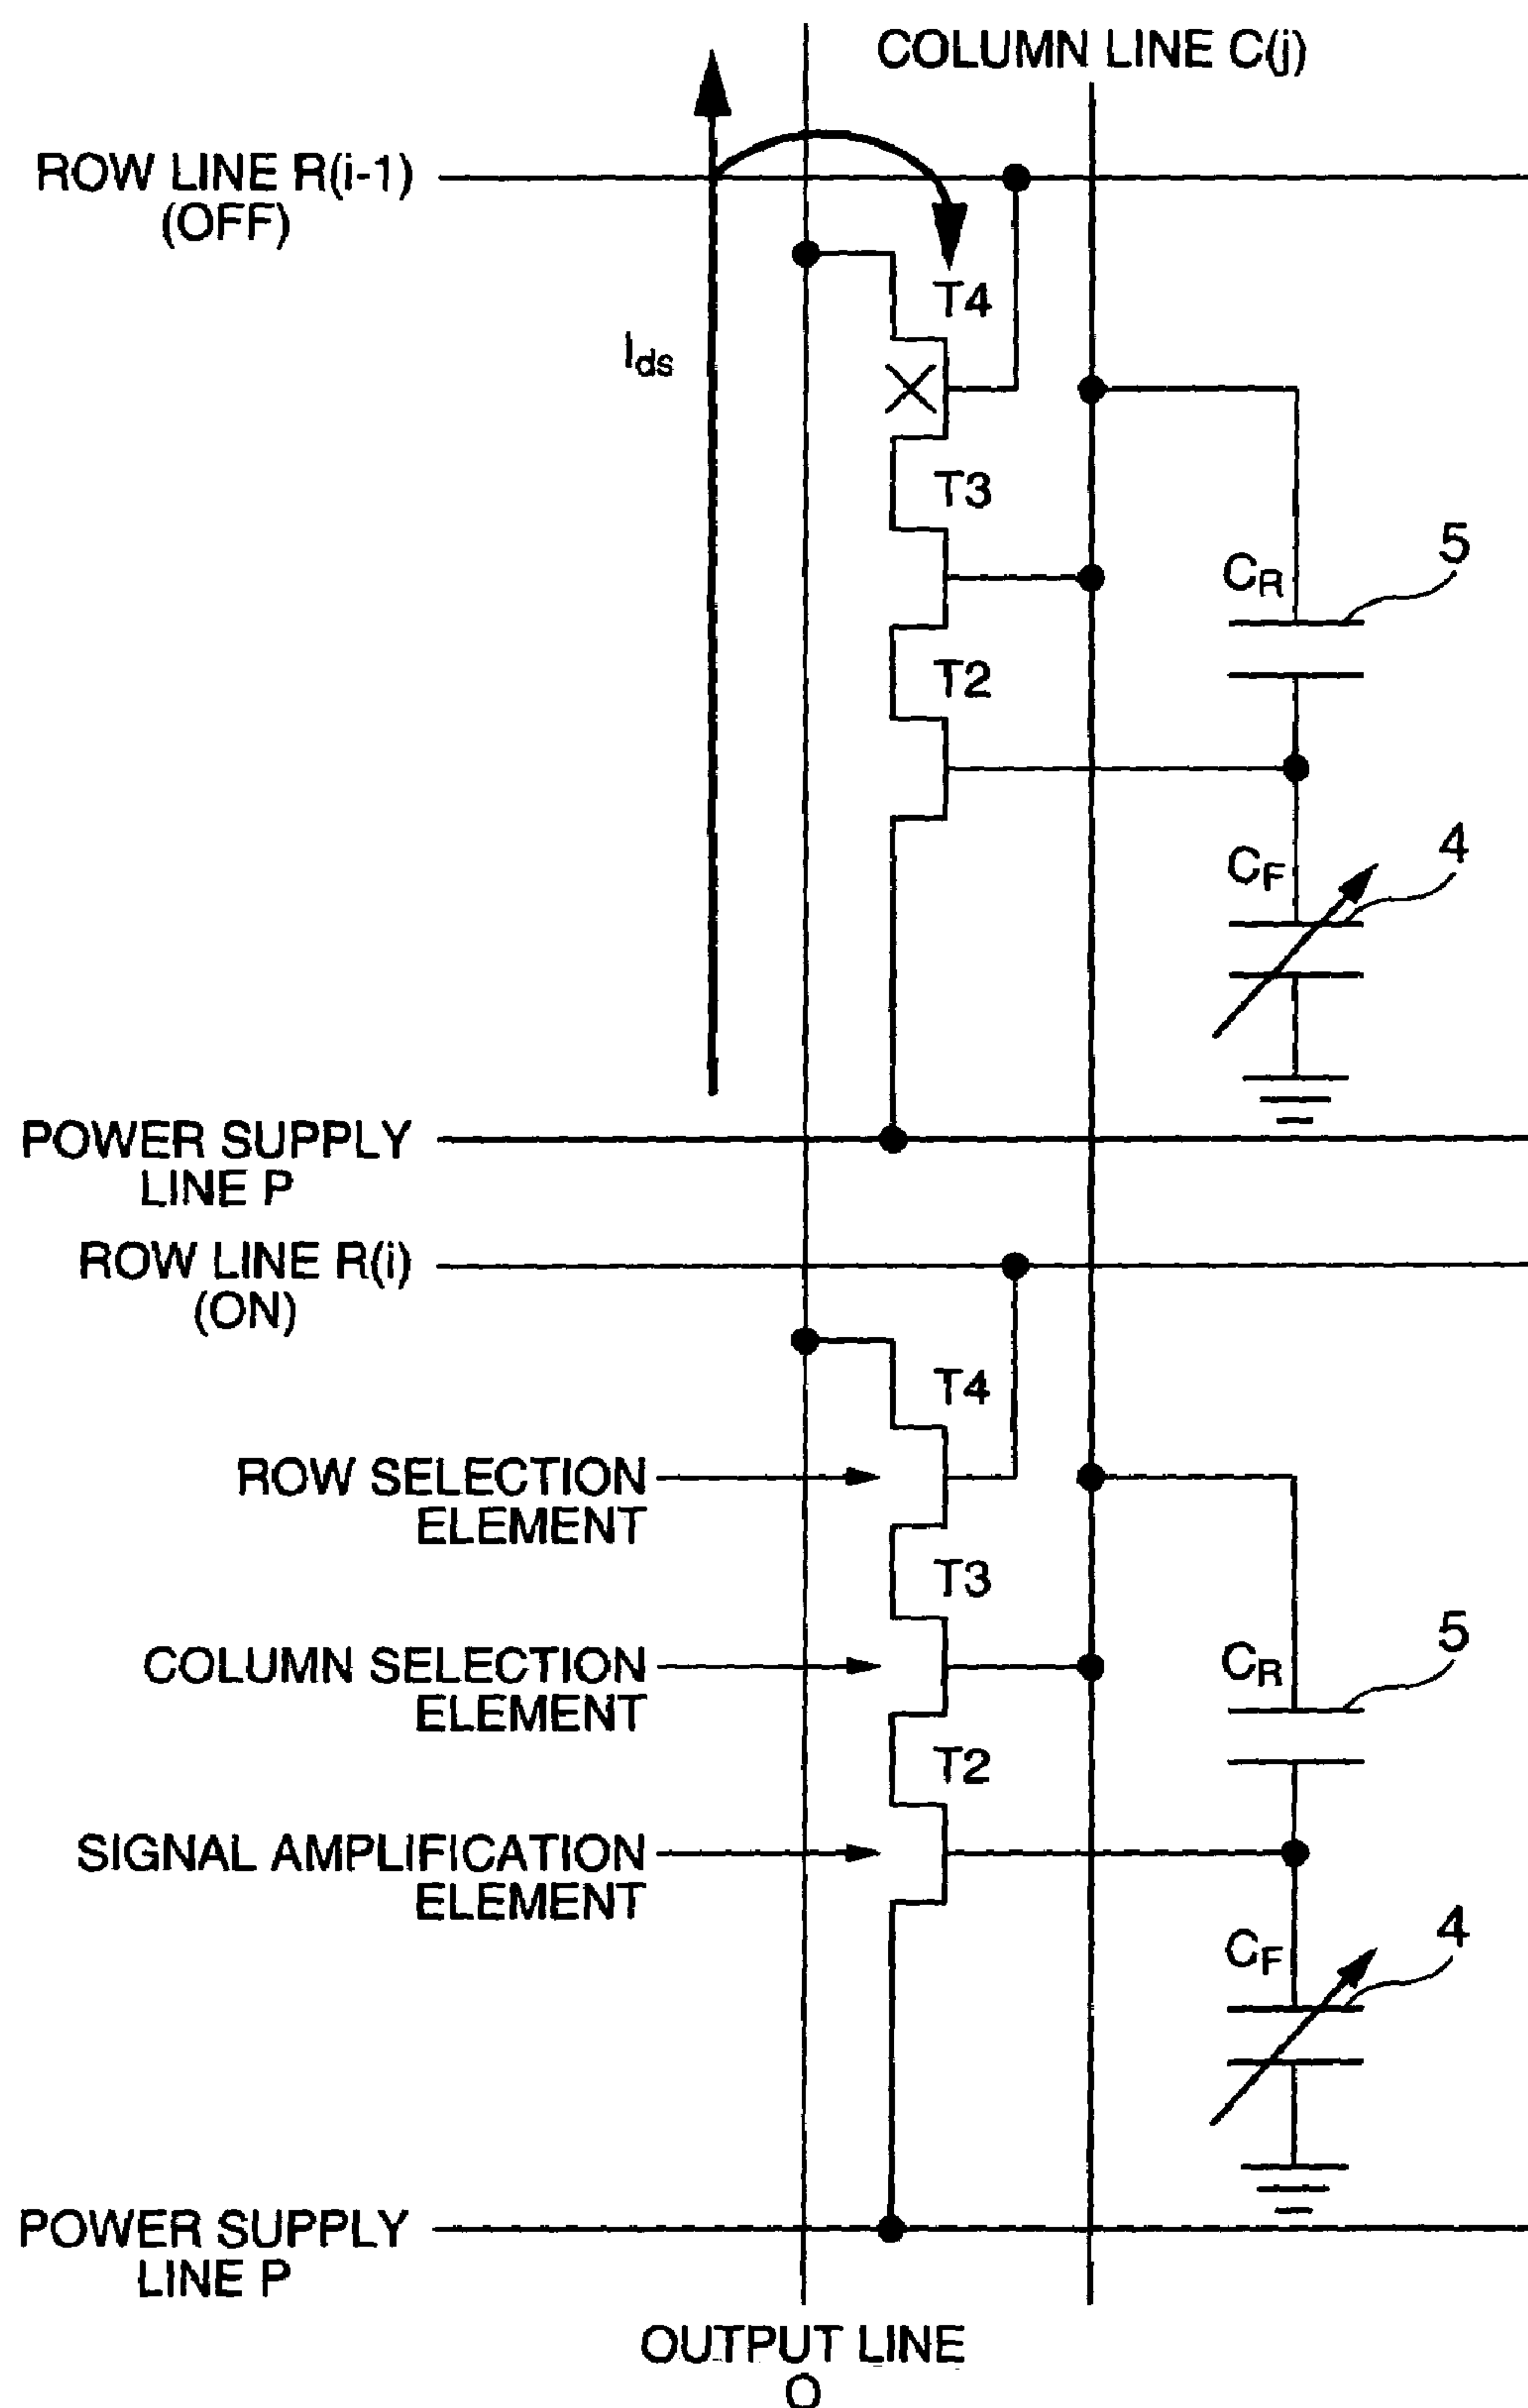 COLUMN LINE C(j)
ROW LINE R(i-1)
(OFF)
T4
Ids
T3
5
CR
T2
4
CF
POWER SUPPLY
LINE P
ROW LINE R(i)
(ON)
T4
ROW SELECTION
ELEMENT
T3
5
COLUMN SELECTION
ELEMENT
CR
T2
SIGNAL AMPLIFICATION
ELEMENT
4
CF
POWER SUPPLY
LINE P
OUTPUT LINE
O